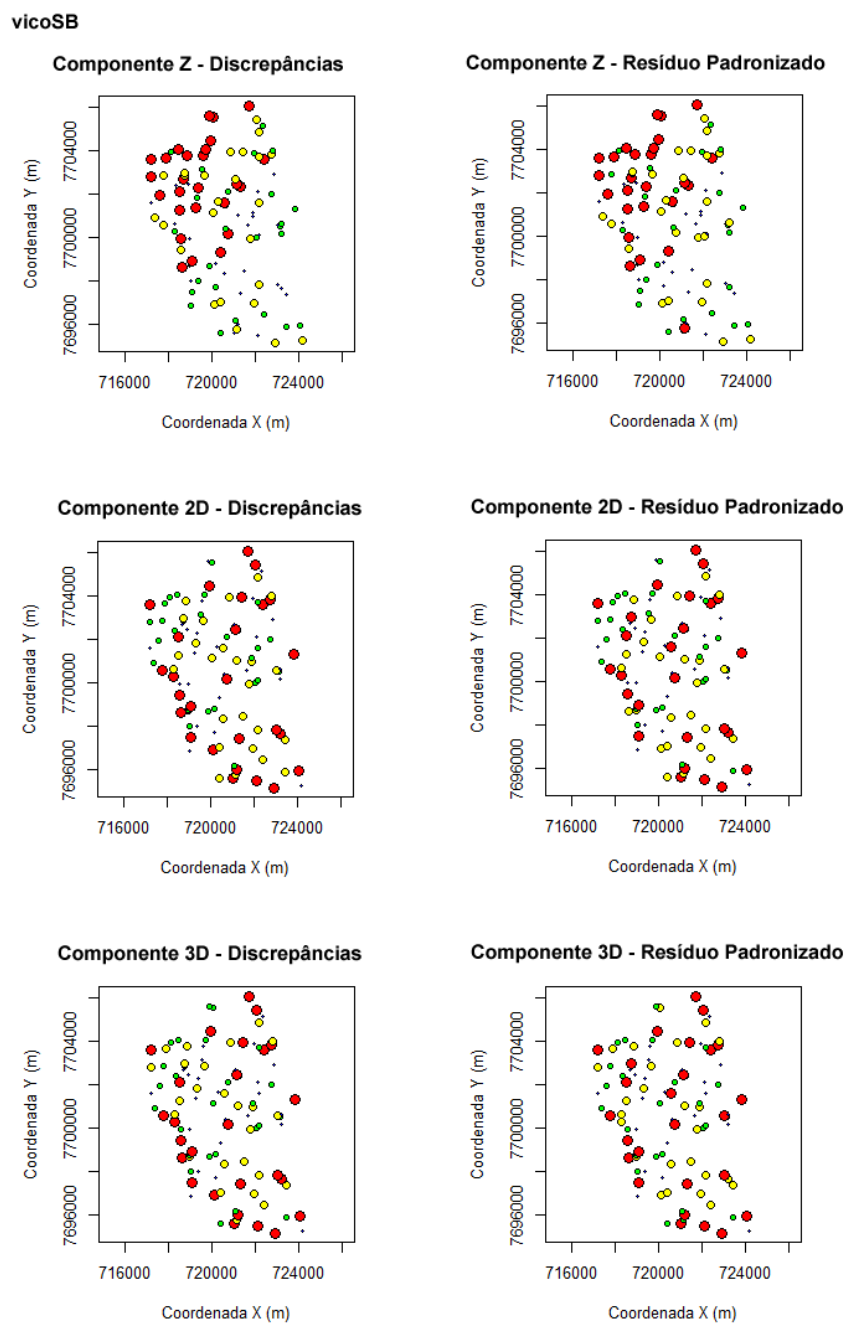 vicoSB
Componente Z - Discrepâncias
Coordenada Y (m)
7696000 7700000 7704000
716000 720000 724000
Coordenada X (m)
Componente Z - Resíduo Padronizado
Coordenada Y (m)
7696000 7700000 7704000
716000 720000 724000
Coordenada X (m)
Componente 2D - Discrepâncias
Coordenada Y (m)
7696000 7700000 7704000
716000 720000 724000
Coordenada X (m)
Componente 2D - Resíduo Padronizado
Coordenada Y (m)
7696000 7700000 7704000
716000 720000 724000
Coordenada X (m)
Componente 3D - Discrepâncias
Coordenada Y (m)
7696000 7700000 7704000
716000 720000 724000
Coordenada X (m)
Componente 3D - Resíduo Padronizado
Coordenada Y (m)
7696000 7700000 7704000
716000 720000 724000
Coordenada X (m)